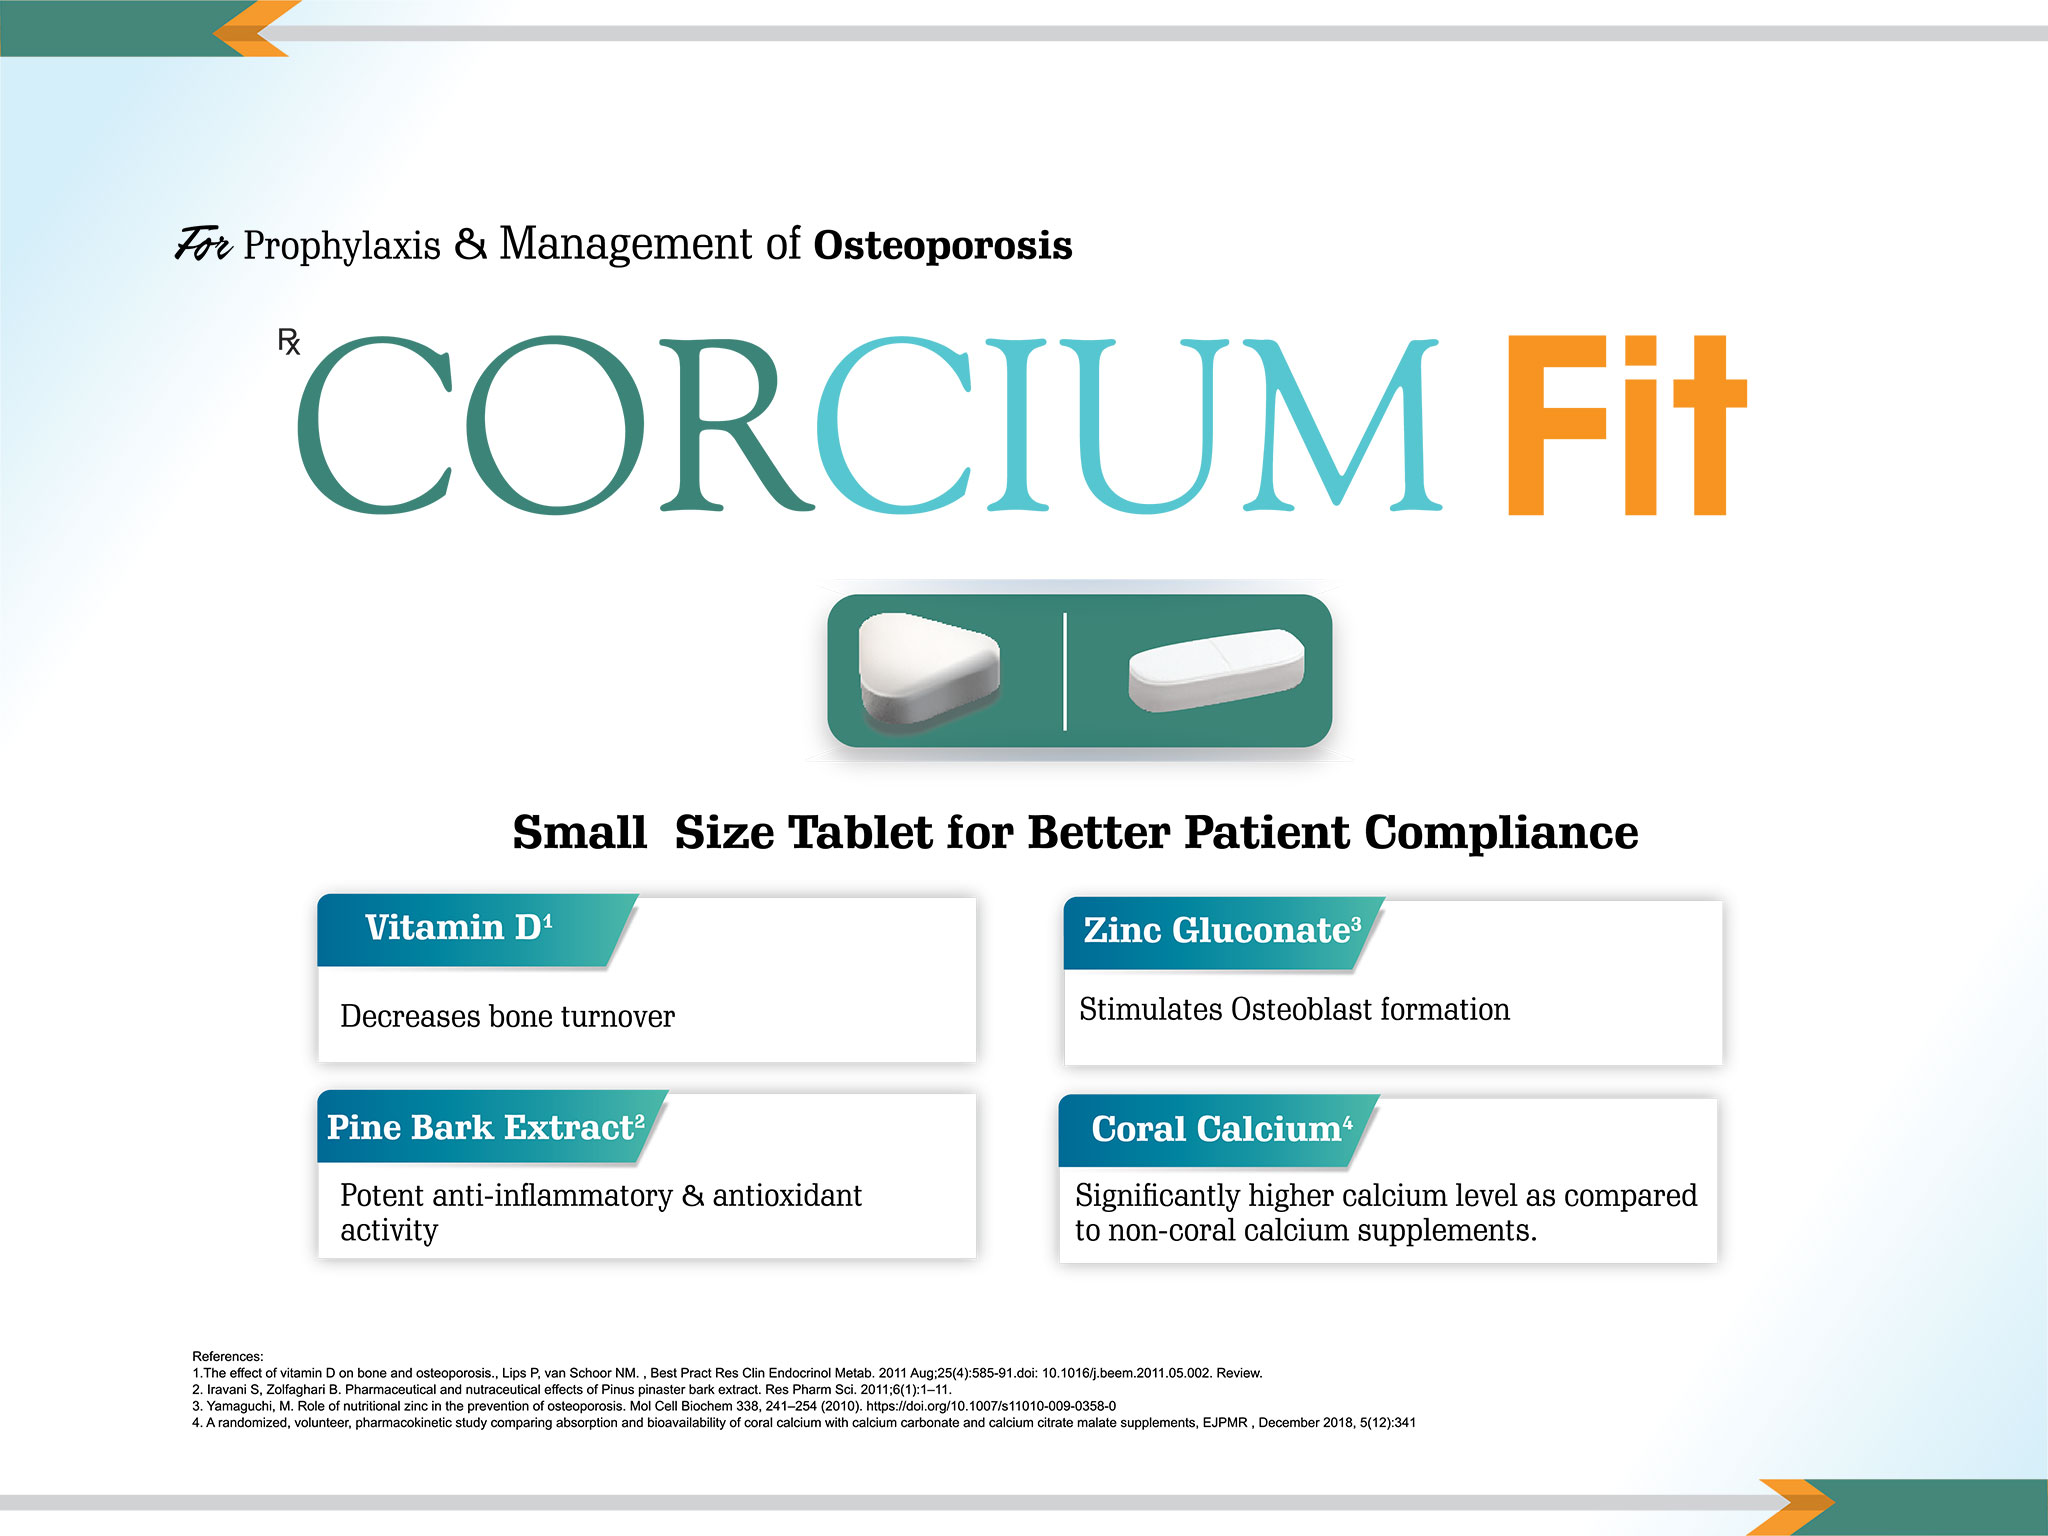 For Prophylaxis & Management of Osteoporosis
℞ CORCIUM Fit
Small Size Tablet for Better Patient Compliance
Vitamin D¹
Decreases bone turnover
Zinc Gluconate³
Stimulates Osteoblast formation
Pine Bark Extract²
Potent anti-inflammatory & antioxidant
activity
Coral Calcium⁴
Significantly higher calcium level as compared
to non-coral calcium supplements.
References:
1.The effect of vitamin D on bone and osteoporosis., Lips P, van Schoor NM. , Best Pract Res Clin Endocrinol Metab. 2011 Aug;25(4):585-91.doi: 10.1016/j.beem.2011.05.002. Review.
2. Iravani S, Zolfaghari B. Pharmaceutical and nutraceutical effects of Pinus pinaster bark extract. Res Pharm Sci. 2011;6(1):1–11.
3. Yamaguchi, M. Role of nutritional zinc in the prevention of osteoporosis. Mol Cell Biochem 338, 241–254 (2010). https://doi.org/10.1007/s11010-009-0358-0
4. A randomized, volunteer, pharmacokinetic study comparing absorption and bioavailability of coral calcium with calcium carbonate and calcium citrate malate supplements, EJPMR , December 2018, 5(12):341